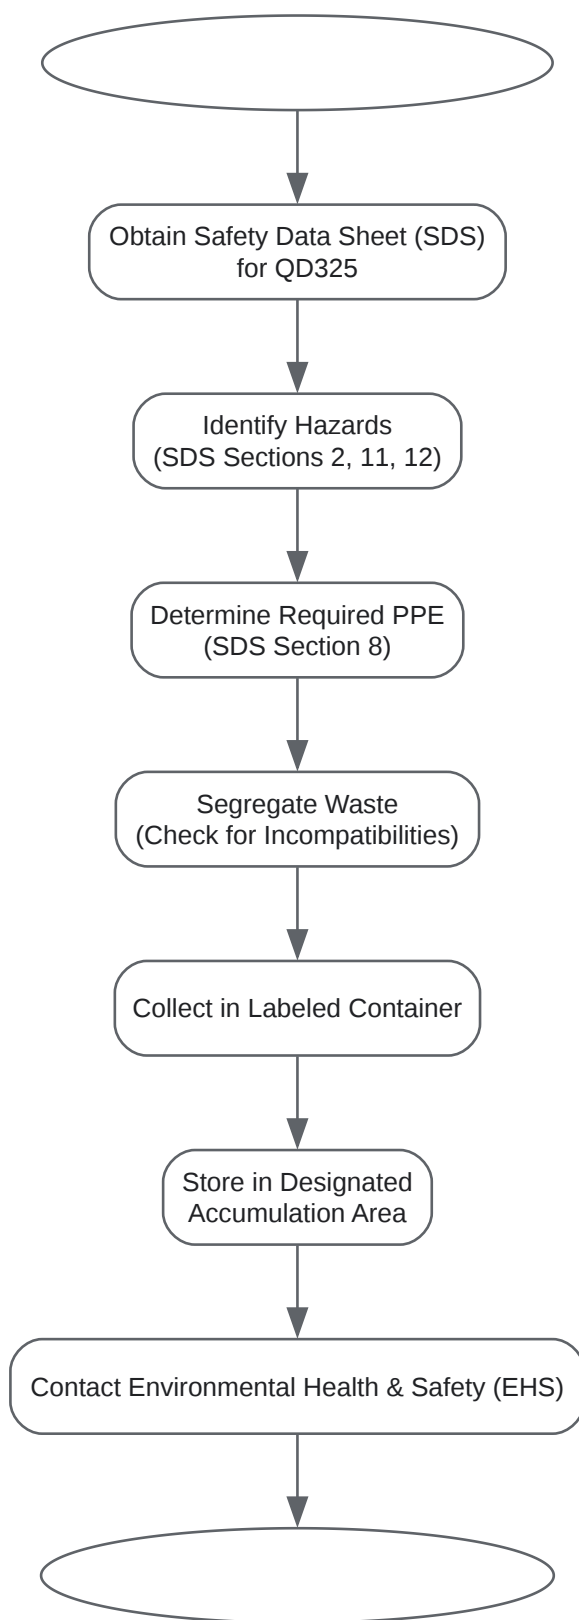 Obtain Safety Data Sheet (SDS)
for QD325
Identify Hazards
(SDS Sections 2, 11, 12)
Determine Required PPE
(SDS Section 8)
Segregate Waste
(Check for Incompatibilities)
Collect in Labeled Container
Store in Designated
Accumulation Area
Contact Environmental Health & Safety (EHS)